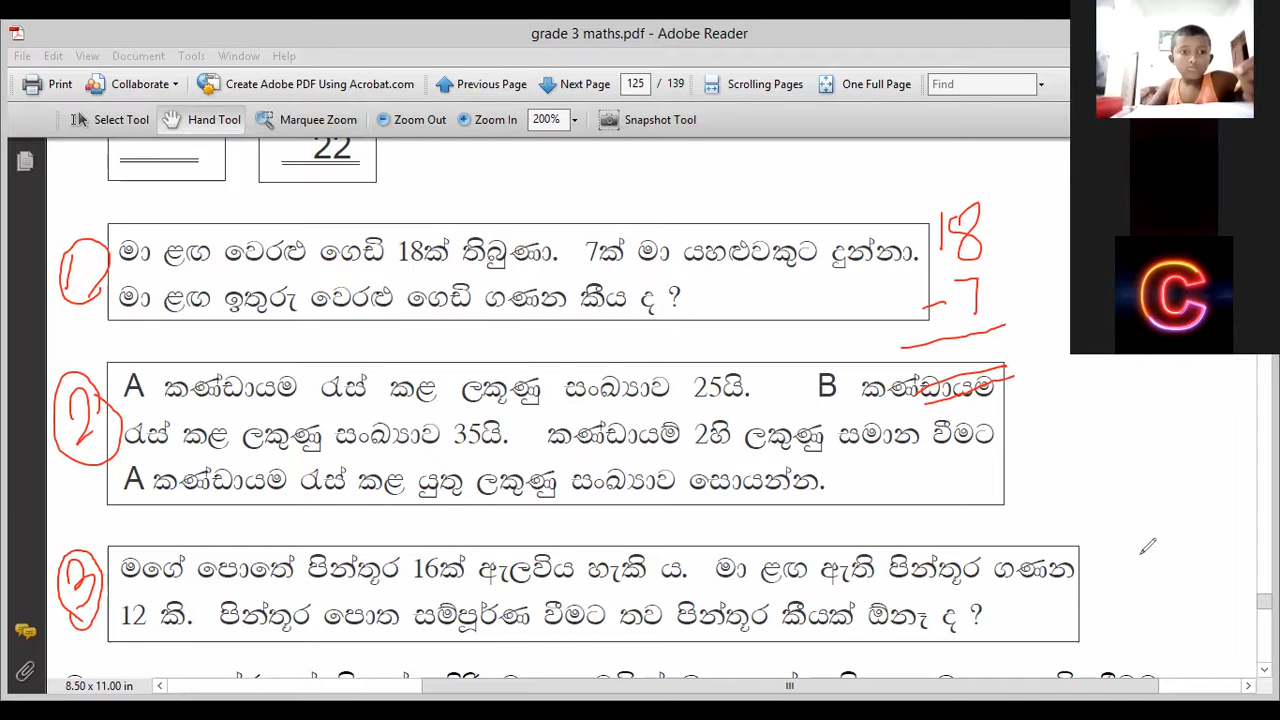 grade 3 maths.pdf - Adobe Reader
File Edit View Document Tools Window Help
Print Collaborate Create Adobe PDF Using Acrobat.com Previous Page Next Page 125 / 139 Scrolling Pages One Full Page Find
Select Tool Hand Tool Marquee Zoom Zoom Out Zoom In 200% Snapshot Tool
22
1 මා ළඟ වෙරළු ගෙඩි 18ක් තිබුණා. 7ක් මා යහළුවකුට දුන්නා. 18
මා ළඟ ඉතුරු වෙරළු ගෙඩි ගණන කීය ද ? - 7
2 A කණ්ඩායම රැස් කළ ලකුණු සංඛ්‍යාව 25යි. B කණ්ඩායම
රැස් කළ ලකුණු සංඛ්‍යාව 35යි. කණ්ඩායම් 2හි ලකුණු සමාන වීමට
A කණ්ඩායම රැස් කළ යුතු ලකුණු සංඛ්‍යාව සොයන්න.
3 මගේ පොතේ පින්තූර 16ක් ඇලවිය හැකි ය. මා ළඟ ඇති පින්තූර ගණන
12 කි. පින්තූර පොත සම්පූර්ණ වීමට තව පින්තූර කීයක් ඕනෑ ද ?
8.50 x 11.00 in
C